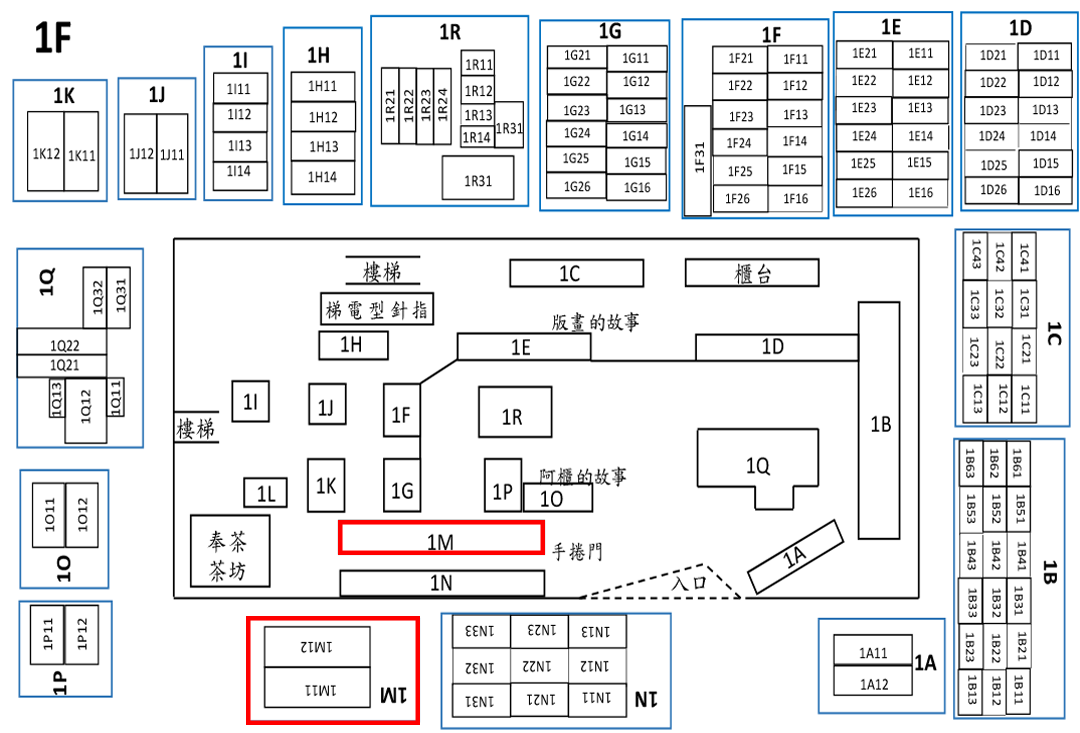 1F
1K
1K12 1K11
1J
1J12 1J11
1I
1I11
1I12
1I13
1I14
1H
1H11
1H12
1H13
1H14
1R
1R21 1R22 1R23 1R24
1R11
1R12
1R13
1R14
1R31
1R31
1G
1G21 1G11
1G22 1G12
1G23 1G13
1G24 1G14
1G25 1G15
1G26 1G16
1F
1F31
1F21 1F11
1F22 1F12
1F23 1F13
1F24 1F14
1F25 1F15
1F26 1F16
1E
1E21 1E11
1E22 1E12
1E23 1E13
1E24 1E14
1E25 1E15
1E26 1E16
1D
1D21 1D11
1D22 1D12
1D23 1D13
1D24 1D14
1D25 1D15
1D26 1D16
1Q
1Q32 1Q31
1Q22
1Q21
1Q13 1Q12 1Q11
1O
1O11 1O12
1P
1P11 1P12
樓梯
梯電型針指
1H
1C
櫃台
版畫的故事
1E
1D
1I
1J
1F
1R
1B
樓梯
1L
1K
1G
1P
阿櫃的故事
1O
1Q
奉茶
茶坊
1M
手捲門
1N
入口
1A
1C
1C43 1C42 1C41
1C33 1C32 1C31
1C23 1C22 1C21
1C13 1C12 1C11
1B
1B63 1B62 1B61
1B53 1B52 1B51
1B43 1B42 1B41
1B33 1B32 1B31
1B23 1B22 1B21
1B13 1B12 1B11
1M12
1M11
1M
1N33 1N23 1N13
1N32 1N22 1N12
1N31 1N21 1N11
1N
1A11
1A12
1A